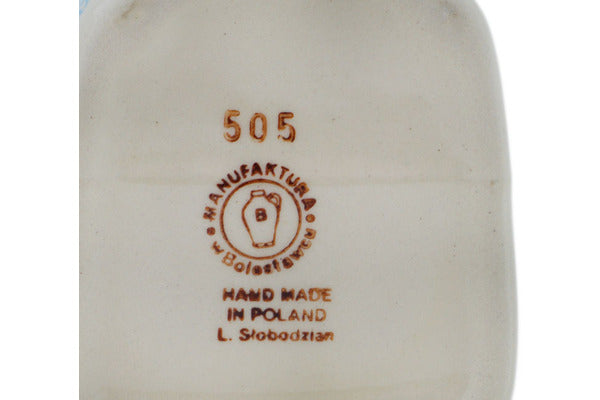 505
MANUFAKTURA
w Bolesławcu
B
HAND MADE
IN POLAND
L. Słobodzian